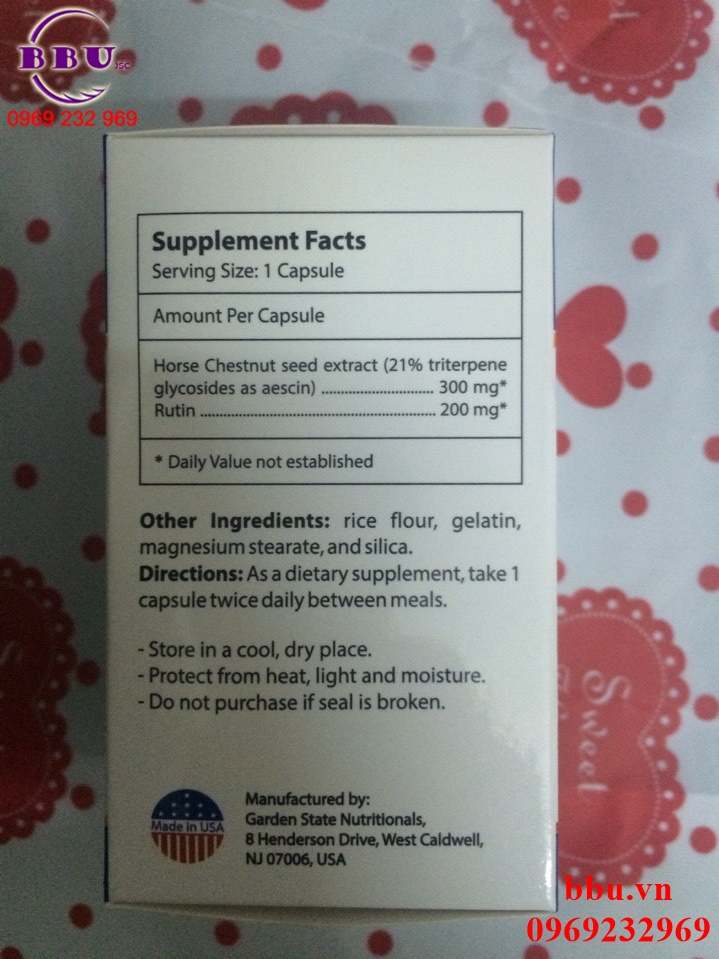 BBU JSC
0969 232 969
Supplement Facts
Serving Size: 1 Capsule
Amount Per Capsule
Horse Chestnut seed extract (21% triterpene
glycosides as aescin) ................................ 300 mg*
Rutin ................................................................ 200 mg*
* Daily Value not established
Other Ingredients: rice flour, gelatin,
magnesium stearate, and silica.
Directions: As a dietary supplement, take 1
capsule twice daily between meals.
- Store in a cool, dry place.
- Protect from heat, light and moisture.
- Do not purchase if seal is broken.
Made in USA
Manufactured by:
Garden State Nutritionals,
8 Henderson Drive, West Caldwell,
NJ 07006, USA
Sweet
bbu.vn
0969232969